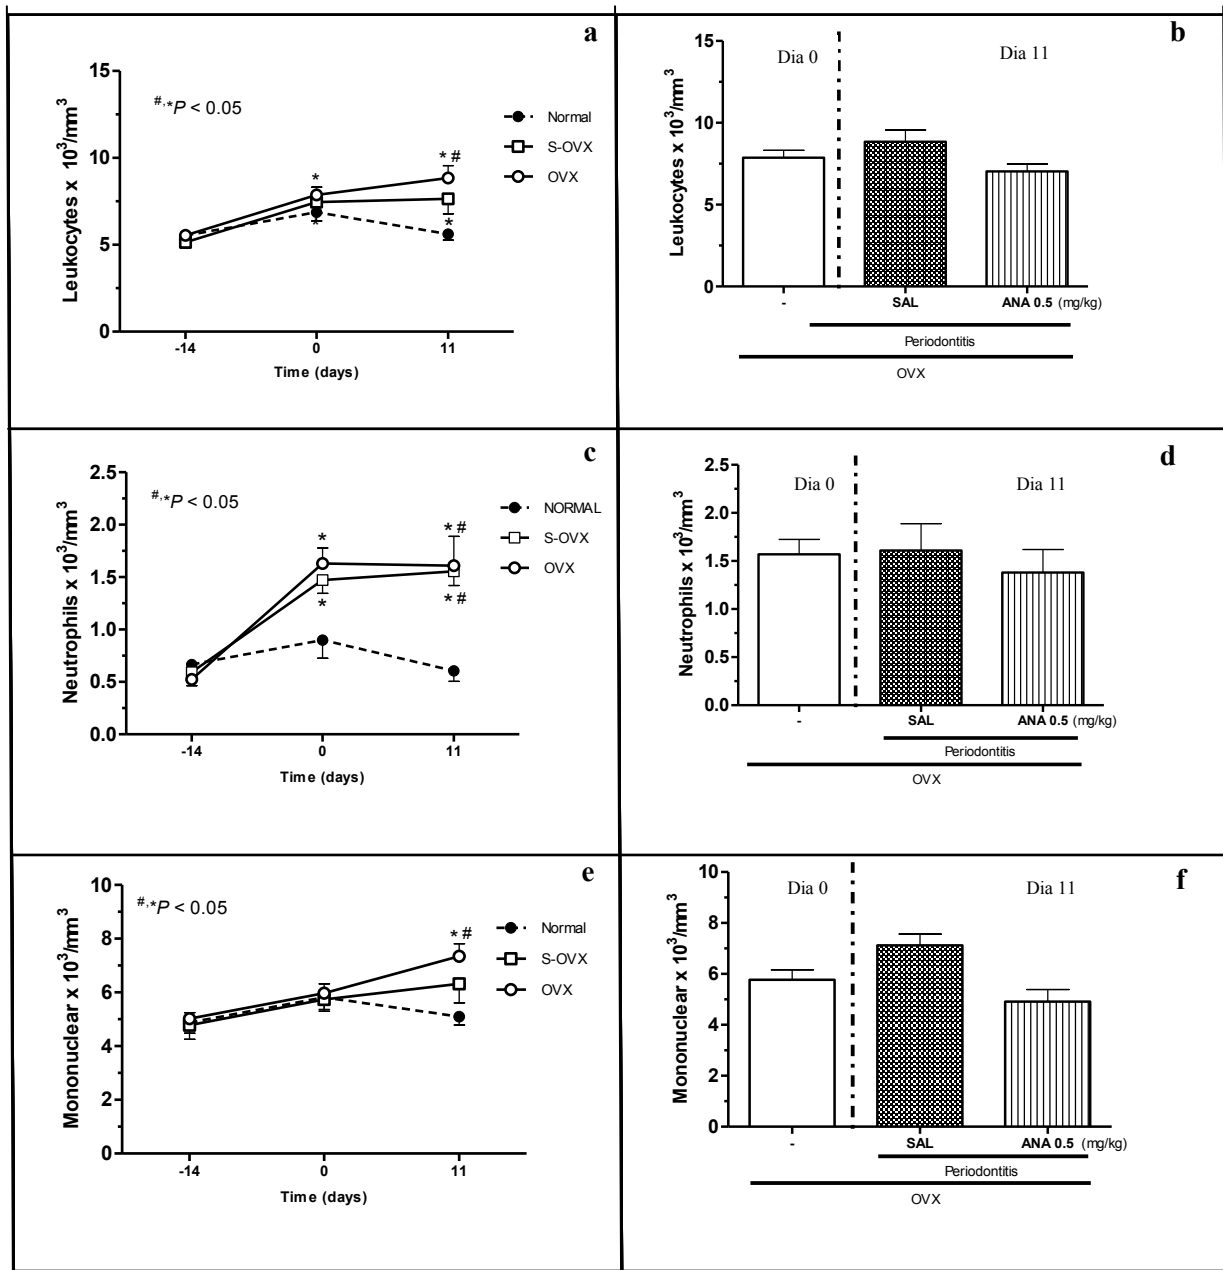 a
Leukocytes x 10³/mm³
15
10
5
0
#,*P < 0.05
Normal
S-OVX
OVX
*
*
* #
*
-14 0 11
Time (days)
b
Leukocytes x 10³/mm³
15
10
5
0
Dia 0 Dia 11
- SAL ANA 0.5 (mg/kg)
Periodontitis
OVX
c
Neutrophils x 10³/mm³
2.5
2.0
1.5
1.0
0.5
0.0
#,*P < 0.05
NORMAL
S-OVX
OVX
*
*
* #
* #
-14 0 11
Time (days)
d
Neutrophils x 10³/mm³
2.5
2.0
1.5
1.0
0.5
0.0
Dia 0 Dia 11
- SAL ANA 0.5 (mg/kg)
Periodontitis
OVX
e
Mononuclear x 10³/mm³
10
8
6
4
2
0
#,*P < 0.05
Normal
S-OVX
OVX
* #
-14 0 11
Time (days)
f
Mononuclear x 10³/mm³
10
8
6
4
2
0
Dia 0 Dia 11
- SAL ANA 0.5 (mg/kg)
Periodontitis
OVX